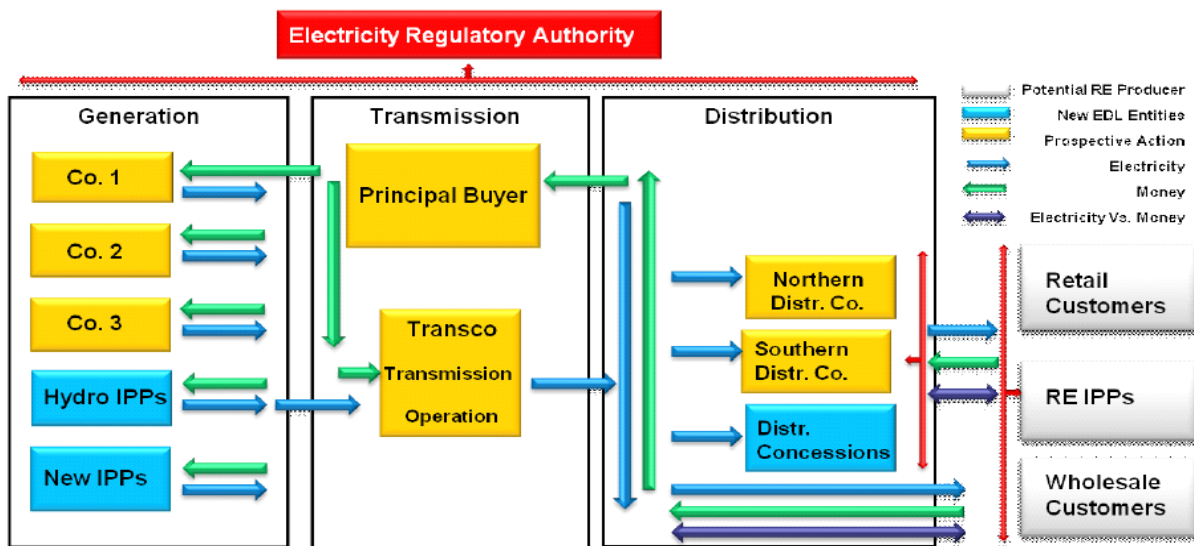 Electricity Regulatory Authority
Generation
Transmission
Distribution
Potential RE Producer
New EDL Entities
Prospective Action
Electricity
Money
Electricity Vs. Money
Co. 1
Co. 2
Co. 3
Hydro IPPs
New IPPs
Principal Buyer
Transco
Transmission
Operation
Northern
Distr. Co.
Southern
Distr. Co.
Distr.
Concessions
Retail
Customers
RE IPPs
Wholesale
Customers